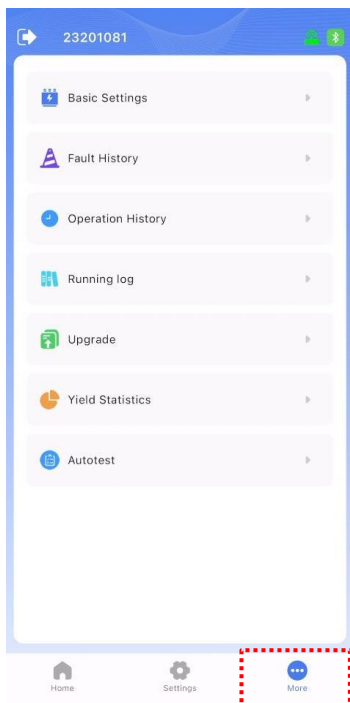 23201081
Basic Settings
Fault History
Operation History
Running log
Upgrade
Yield Statistics
Autotest
Home
Settings
More